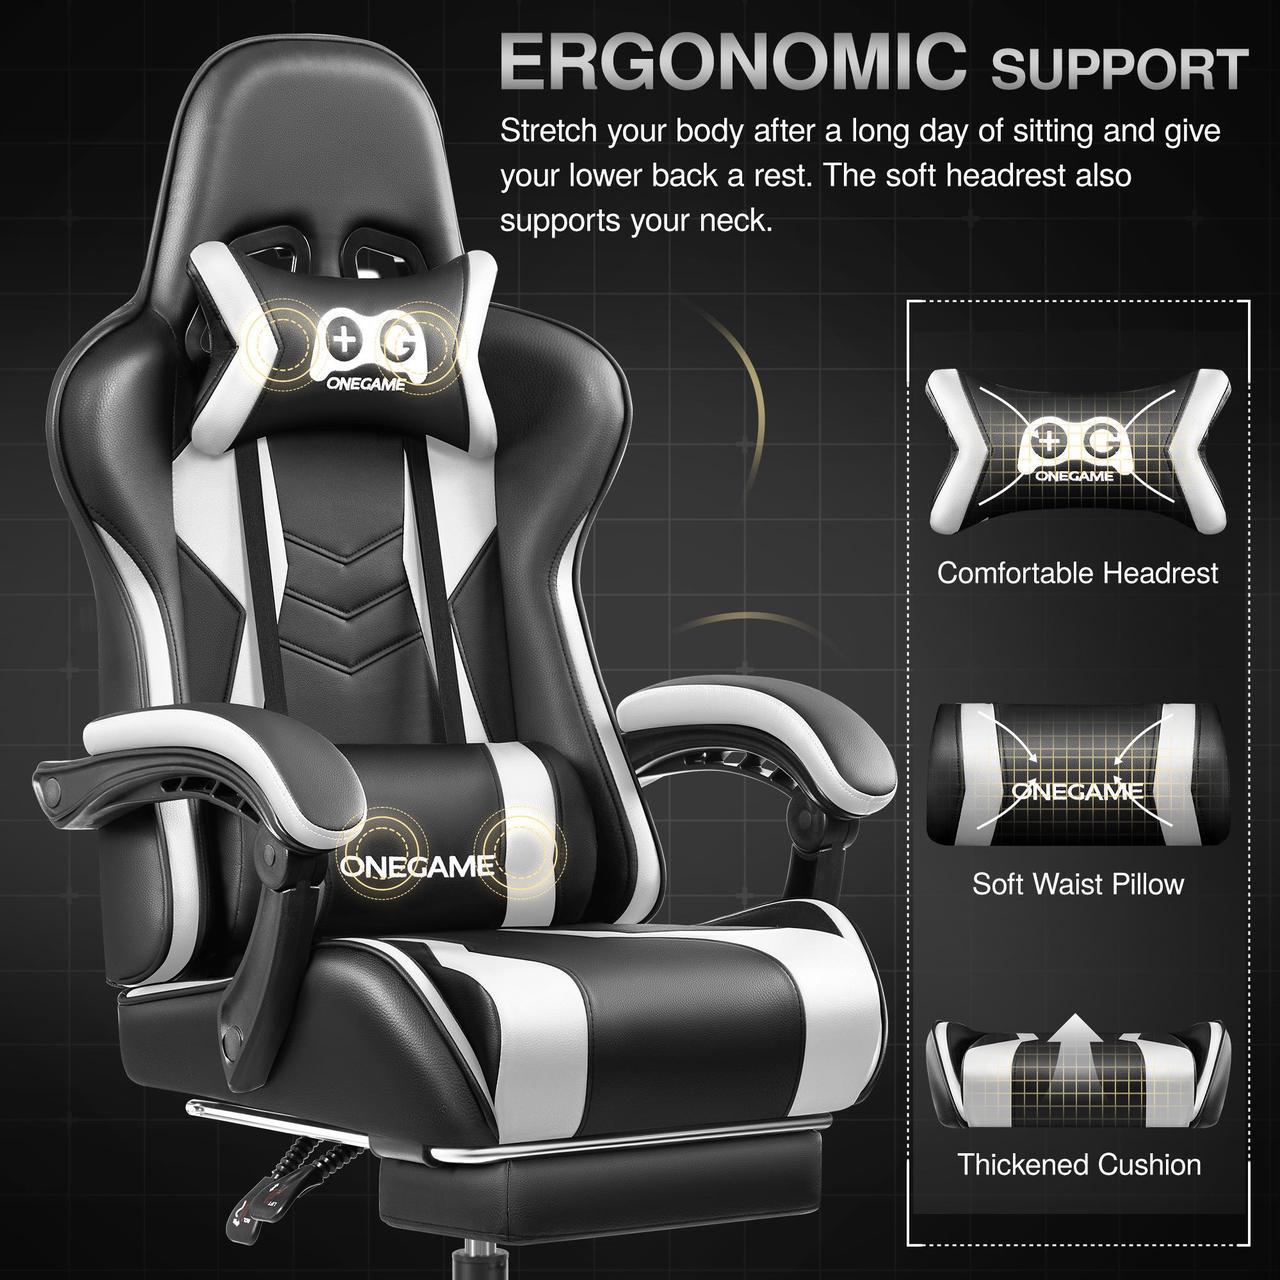 ERGONOMIC SUPPORT
Stretch your body after a long day of sitting and give
your lower back a rest. The soft headrest also
supports your neck.
ONEGAME
ONEGAME
Comfortable Headrest
ONEGAME
Soft Waist Pillow
ONEGAME
Thickened Cushion